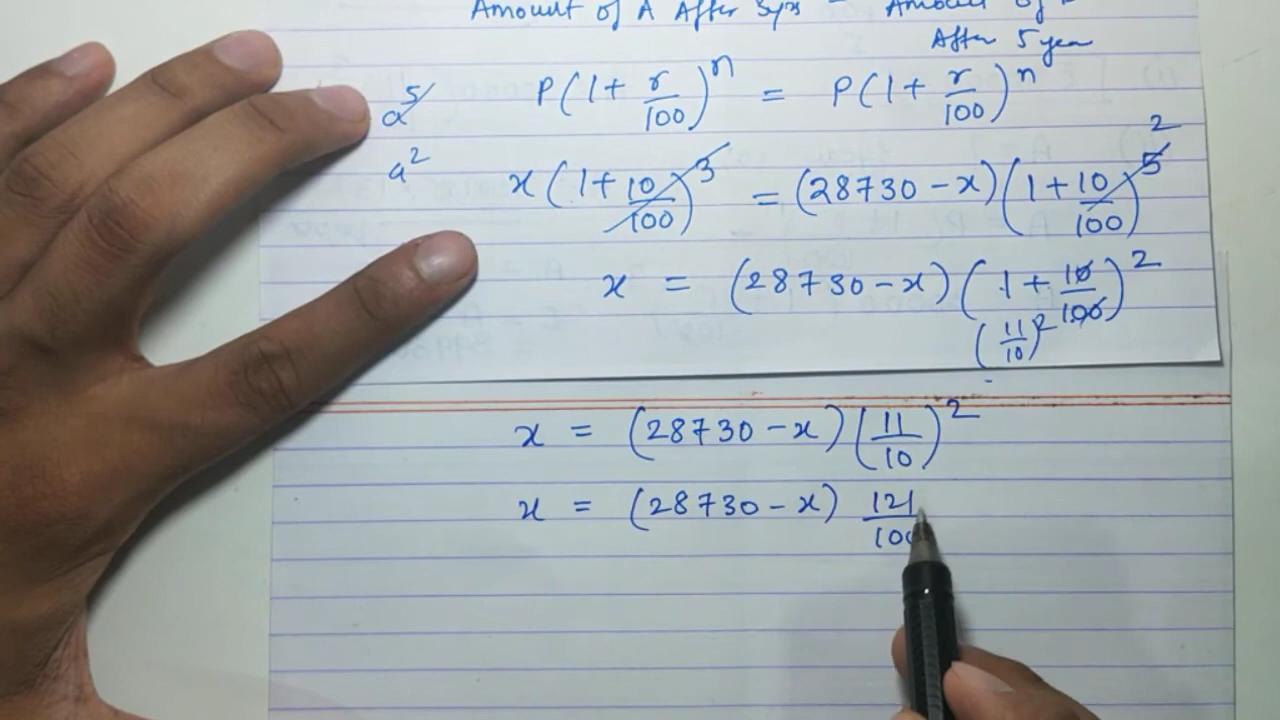 Amount of A After 3yrs = Amount of
After 5 year
a⁵ P(1 + r/100)ⁿ = P(1 + r/100)ⁿ
a² x(1 + 10/100)³ = (28730 - x)(1 + 10/100)⁵ 2
x = (28730 - x)(1 + 10/100)²
(11/10)²
x = (28730 - x)(11/10)²
x = (28730 - x) 121/100